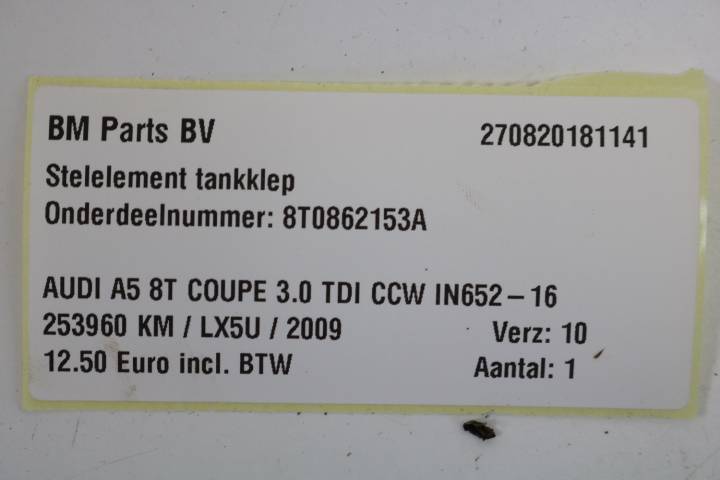 BM Parts BV 270820181141
Stelelement tankklep
Onderdeelnummer: 8T0862153A
AUDI A5 8T COUPE 3.0 TDI CCW IN652-16
253960 KM / LX5U / 2009 Verz: 10
12.50 Euro incl. BTW Aantal: 1